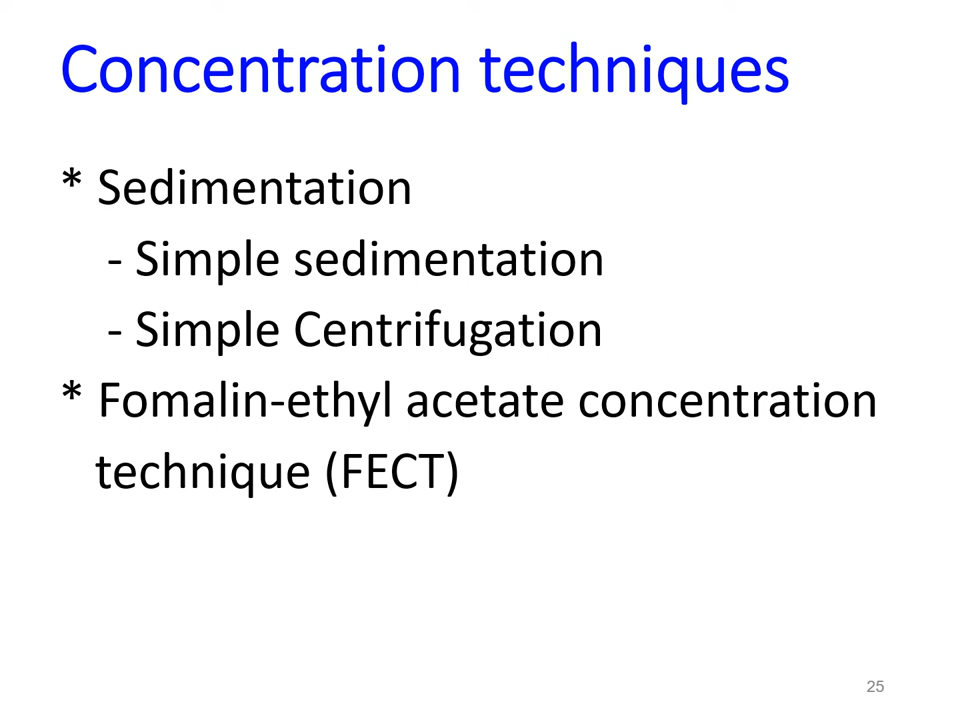 Concentration techniques
* Sedimentation
- Simple sedimentation
- Simple Centrifugation
* Fomalin-ethyl acetate concentration
technique (FECT)
25